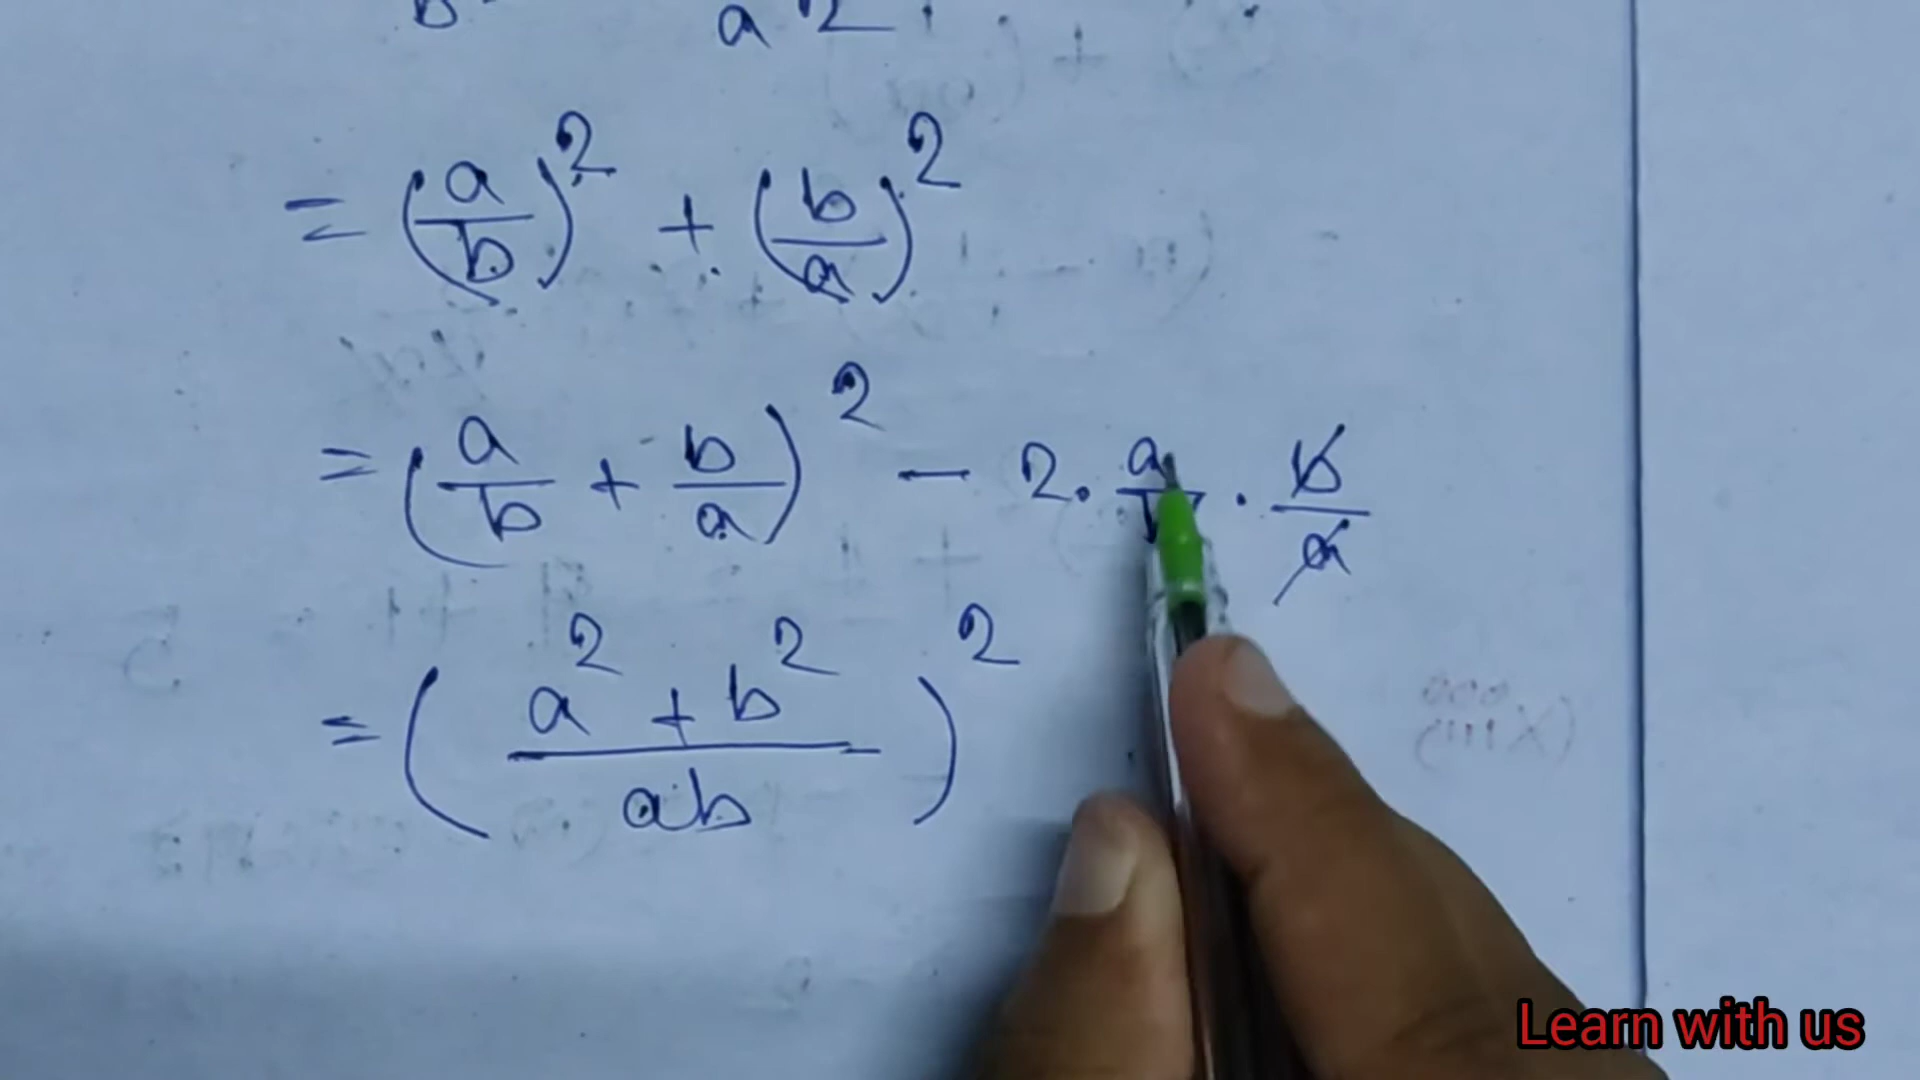 = (a/b)² + (b/a)²
= (a/b + b/a)² - 2 · a/b · b/a
= (a² + b² / ab)²
Learn with us